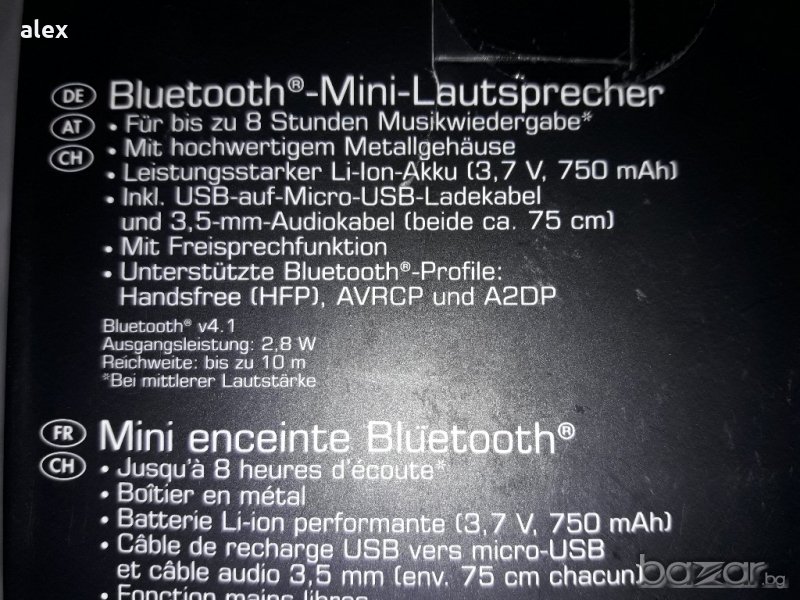 alex
DE Bluetooth®-Mini-Lautsprecher
AT • Für bis zu 8 Stunden Musikwiedergabe*
CH • Mit hochwertigem Metallgehäuse
• Leistungsstarker Li-Ion-Akku (3,7 V, 750 mAh)
• Inkl. USB-auf-Micro-USB-Ladekabel
und 3,5-mm-Audiokabel (beide ca. 75 cm)
• Mit Freisprechfunktion
• Unterstützte Bluetooth®-Profile:
Handsfree (HFP), AVRCP und A2DP
Bluetooth® v4.1
Ausgangsleistung: 2,8 W
Reichweite: bis zu 10 m
*Bei mittlerer Lautstärke
FR Mini enceinte Bluetooth®
CH • Jusqu'à 8 heures d'écoute*
• Boîtier en métal
• Batterie Li-ion performante (3,7 V, 750 mAh)
• Câble de recharge USB vers micro-USB
et câble audio 3,5 mm (env. 75 cm chacun)
• Fonction mains libres
bazar.bg